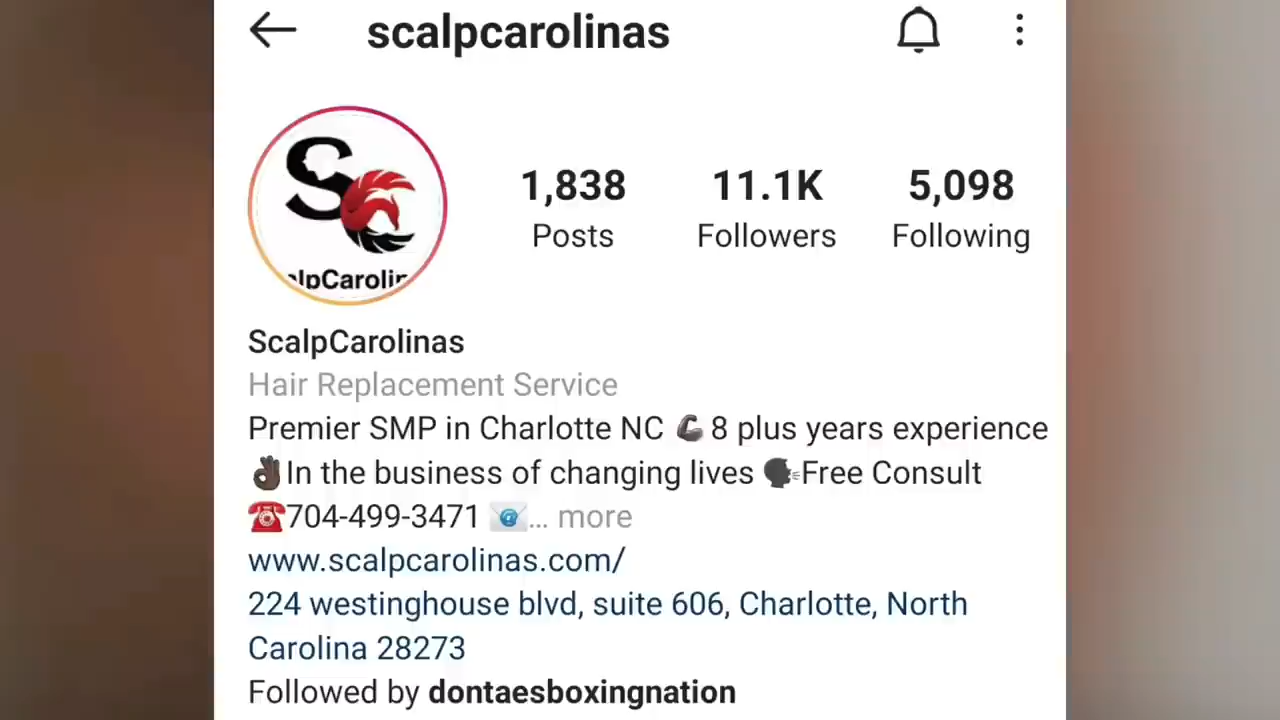 scalpcarolinas
SC
alpCarolin
1,838 11.1K 5,098
Posts Followers Following
ScalpCarolinas
Hair Replacement Service
Premier SMP in Charlotte NC 💪🏿8 plus years experience
👌🏿In the business of changing lives 🗣Free Consult
☎️704-499-3471 📧... more
www.scalpcarolinas.com/
224 westinghouse blvd, suite 606, Charlotte, North
Carolina 28273
Followed by dontaesboxingnation